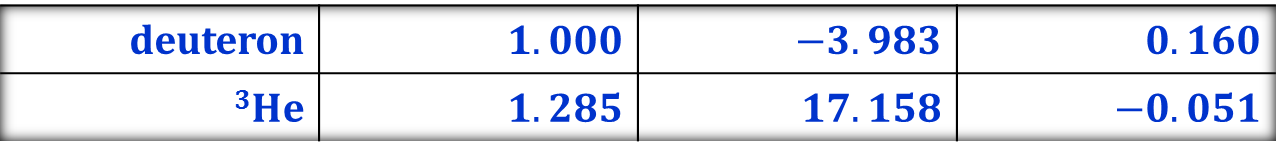 deuteron 1.000 −3.983 0.160
³He 1.285 17.158 −0.051